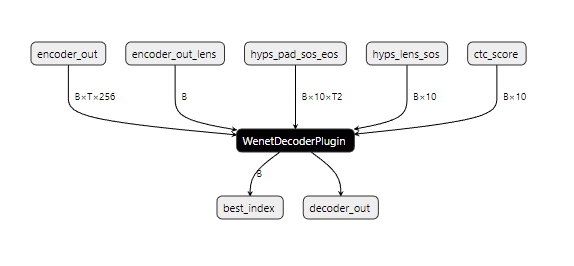 encoder_out
encoder_out_lens
hyps_pad_sos_eos
hyps_lens_sos
ctc_score
B×T×256
B
B×10×T2
B×10
B×10
WenetDecoderPlugin
B
best_index
decoder_out